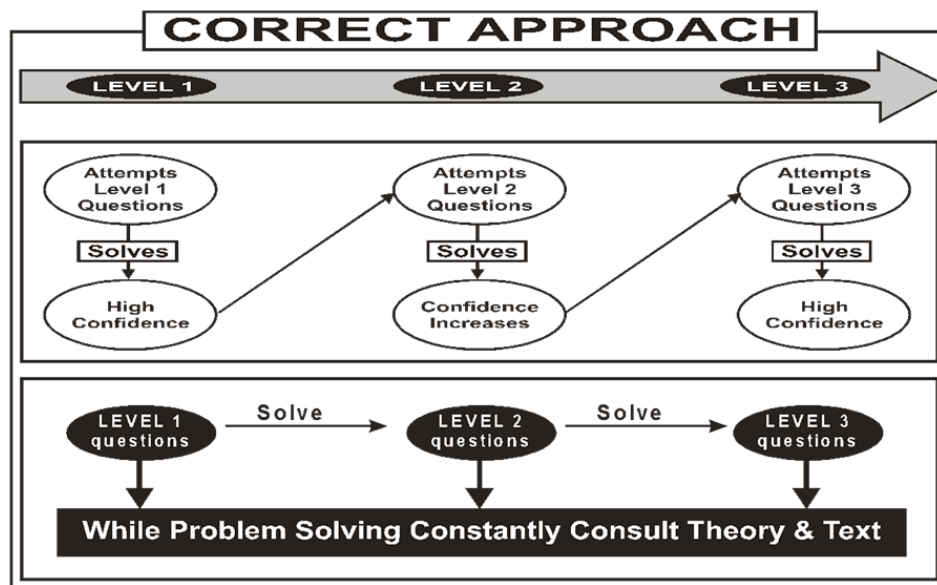 CORRECT APPROACH
LEVEL 1 LEVEL 2 LEVEL 3
Attempts
Level 1
Questions
Solves
High
Confidence
Attempts
Level 2
Questions
Solves
Confidence
Increases
Attempts
Level 3
Questions
Solves
High
Confidence
LEVEL 1
questions
Solve
LEVEL 2
questions
Solve
LEVEL 3
questions
While Problem Solving Constantly Consult Theory & Text